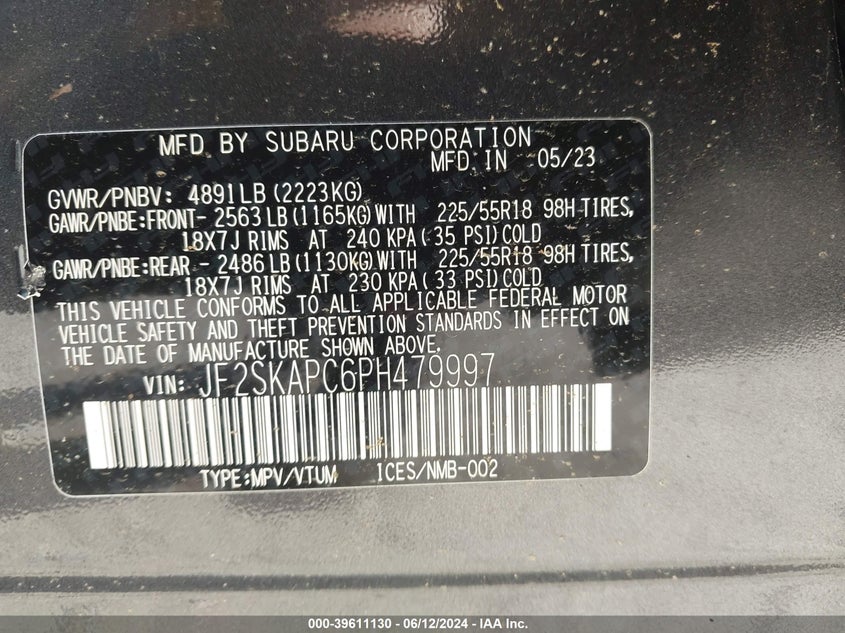 MFD BY SUBARU CORPORATION
MFD IN 05/23
GVWR/PNBV: 4891LB (2223KG)
GAWR/PNBE:FRONT- 2563LB (1165KG) WITH 225/55R18 98H TIRES,
18X7J RIMS AT 240 KPA( 35 PSI) COLD
GAWR/PNBE:REAR - 2486LB (1130KG) WITH 225/55R18 98H TIRES,
18X7J RIMS AT 230 KPA( 33 PSI) COLD
THIS VEHICLE CONFORMS TO ALL APPLICABLE FEDERAL MOTOR
VEHICLE SAFETY AND THEFT PREVENTION STANDARDS IN EFFECT ON
THE DATE OF MANUFACTURE SHOWN ABOVE.
VIN: JF2SKAPC6PH479997
TYPE:MPV/VTUM ICES/NMB-002
000-39611130 - 06/12/2024 - IAA Inc.